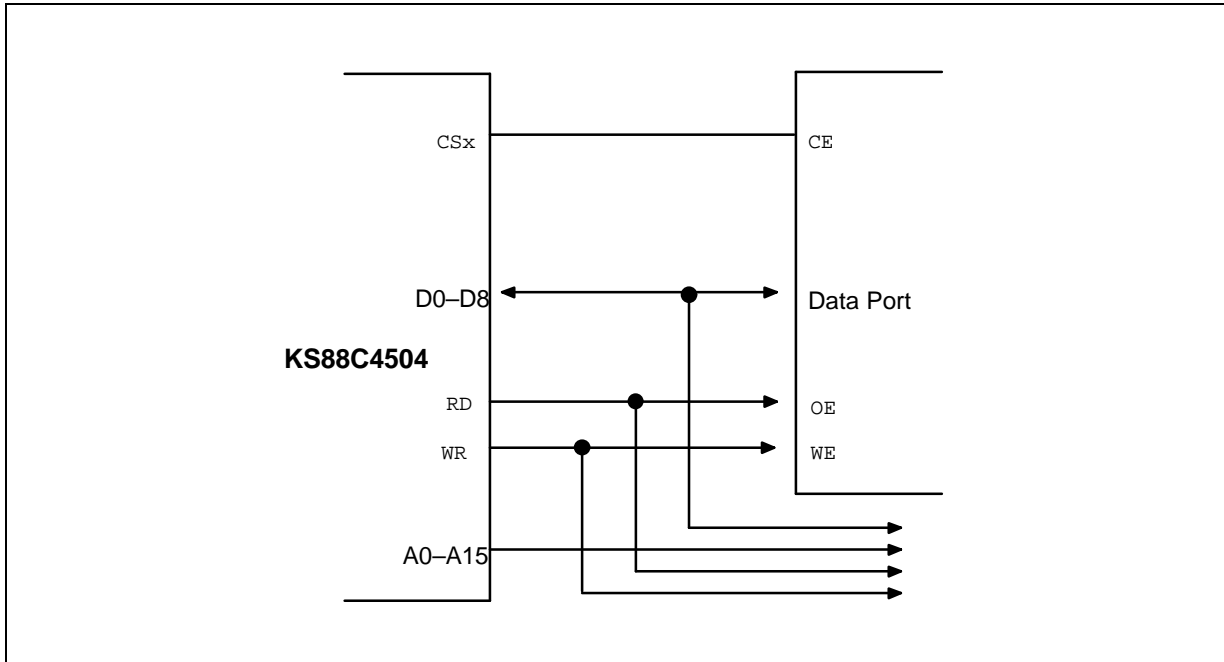 CSx
CE
D0–D8
Data Port
KS88C4504
RD
OE
WR
WE
A0–A15